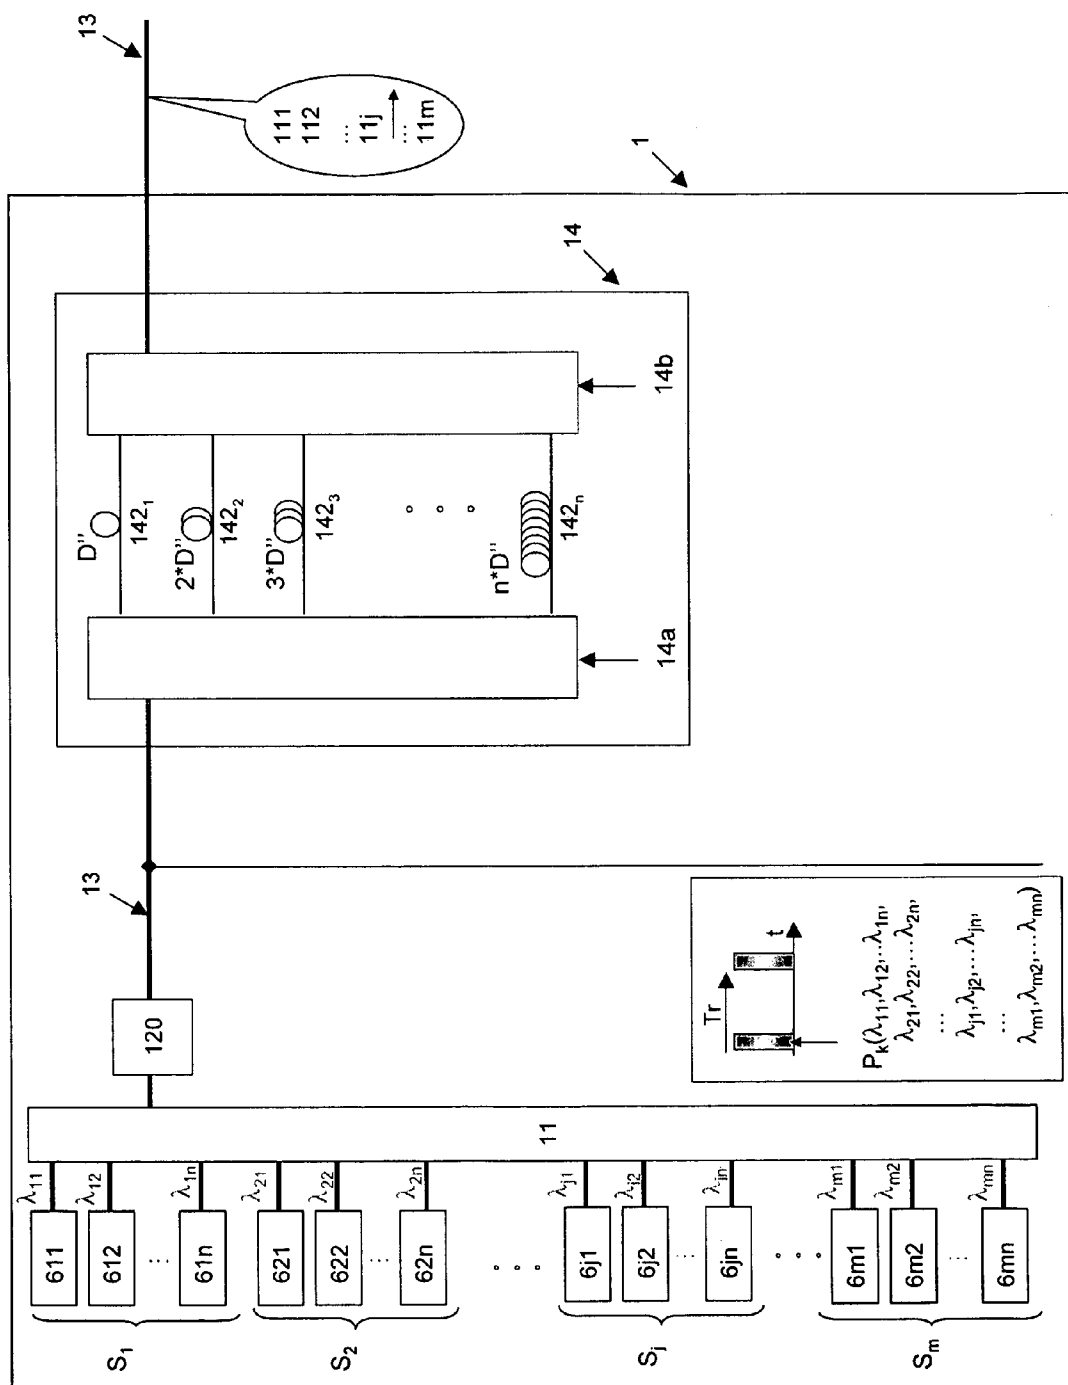 S₁
S₂
Sⱼ
Sₘ
611
612
⋮
61n
621
622
⋮
62n
6j1
6j2
⋮
6jn
6m1
6m2
⋮
6mn
λ₁₁
λ₁₂
λ₁ₙ
λ₂₁
λ₂₂
λ₂ₙ
λⱼ₁
λⱼ₂
λⱼₙ
λₘ₁
λₘ₂
λₘₙ
11
120
13
Tr
t
Pₖ(λ₁₁,λ₁₂,...λ₁ₙ,
λ₂₁,λ₂₂,...λ₂ₙ,
...
λⱼ₁,λⱼ₂,...λⱼₙ,
...
λₘ₁,λₘ₂,...λₘₙ)
14a
D"
142₁
2*D"
142₂
3*D"
142₃
n*D"
142ₙ
14b
14
1
111
112
...
11j
...
11m
13